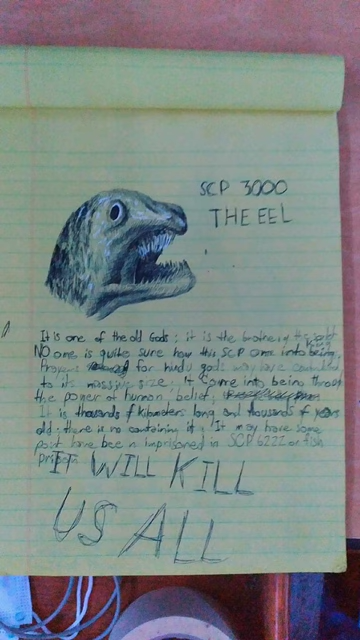 SCP 3000
THE EEL
It is one of the old Gods; it is the brother of the
NO one is quite sure how this SCP came into being,
for hindu gods may have
to its massive size, it came into being through
the power of human, belief,
It is thousands of kilometers long and thousands of years
old; there is no containing it, It may have some
past have been imprisoned in SCP 6222 or fish
prison
IT WILL KILL
US ALL